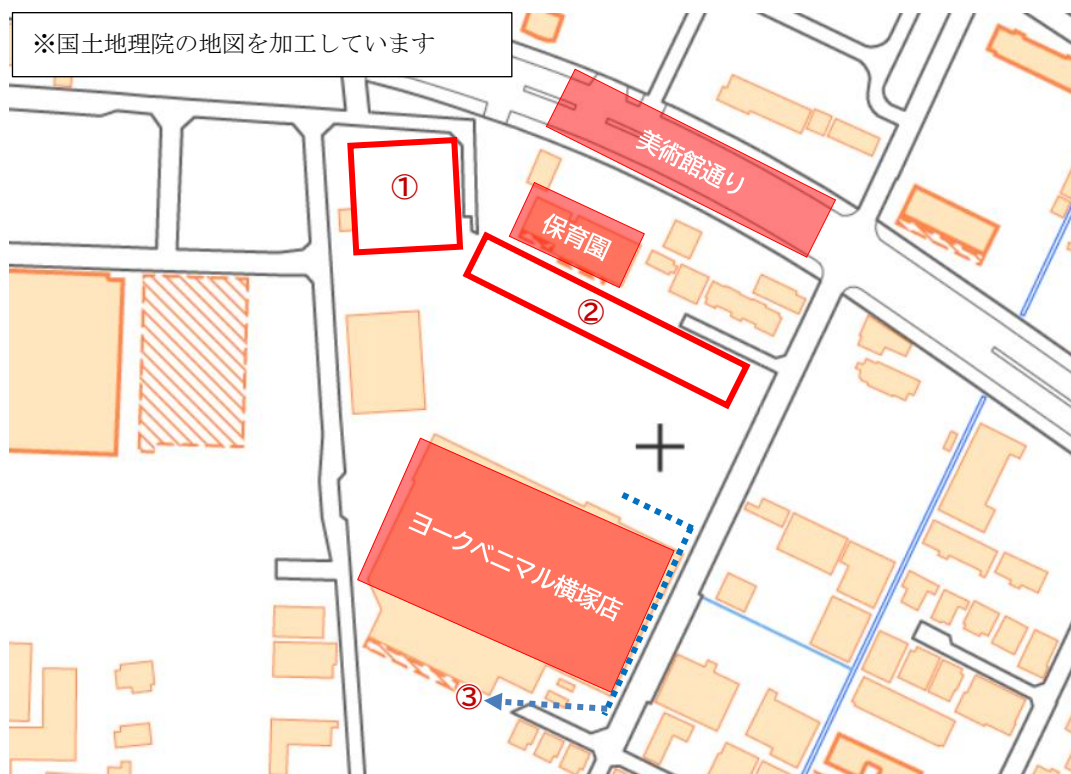 ※国土地理院の地図を加工しています
美術館通り
①
保育園
②
ヨークベニマル横塚店
③